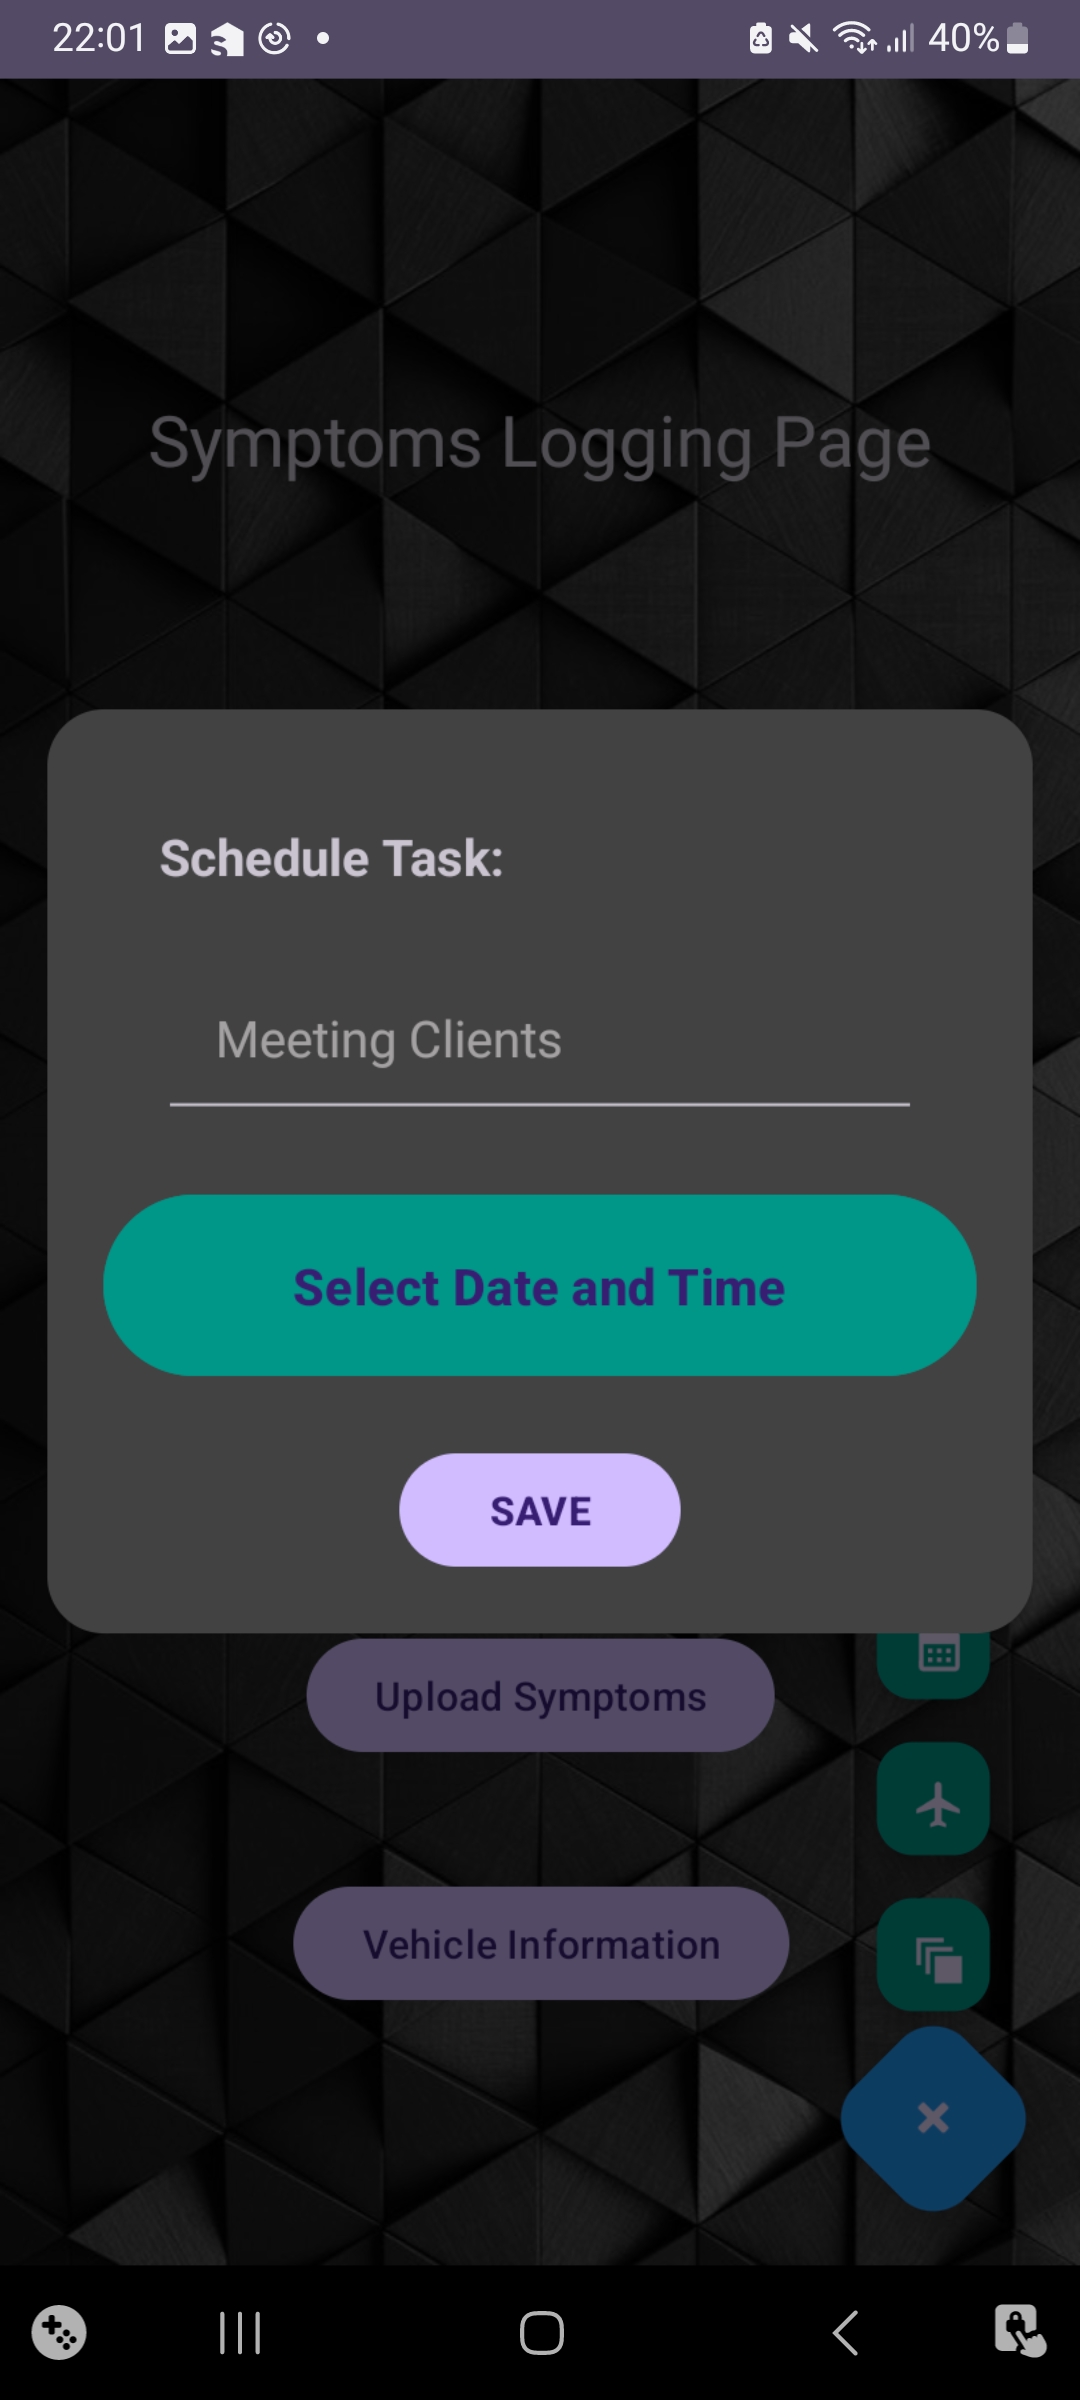 22:01 40%
Symptoms Logging Page
Schedule Task:
Meeting Clients
Select Date and Time
SAVE
Upload Symptoms
Vehicle Information